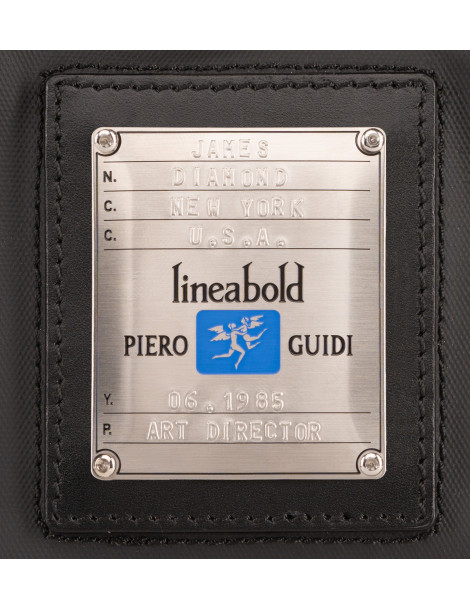 JAMES
N. DIAMOND
C. NEW YORK
C. U.S.A.
lineabold
PIERO GUIDI
Y. 06.1985
P. ART DIRECTOR